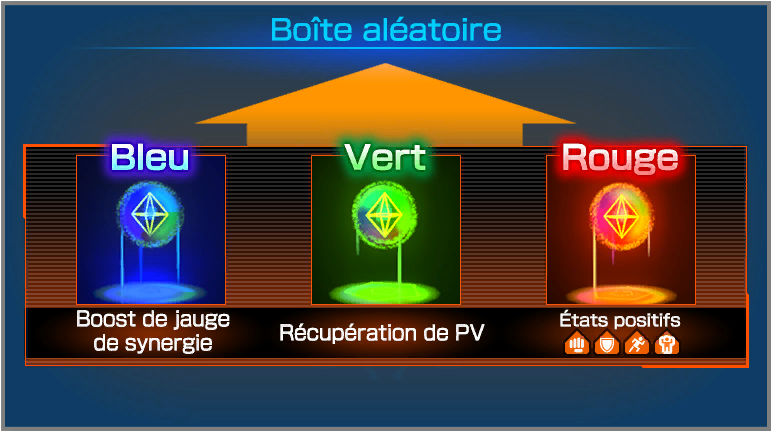 Boîte aléatoire
Bleu
Vert
Rouge
Boost de jauge
de synergie
Récupération de PV
États positifs